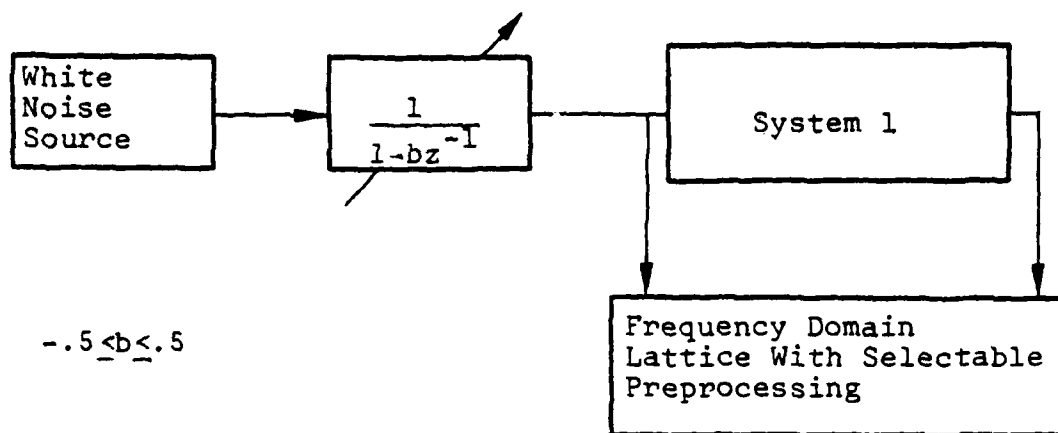 White
Noise
Source
1
1-bz^-1
System 1
-.5≤b≤.5
Frequency Domain
Lattice With Selectable
Preprocessing